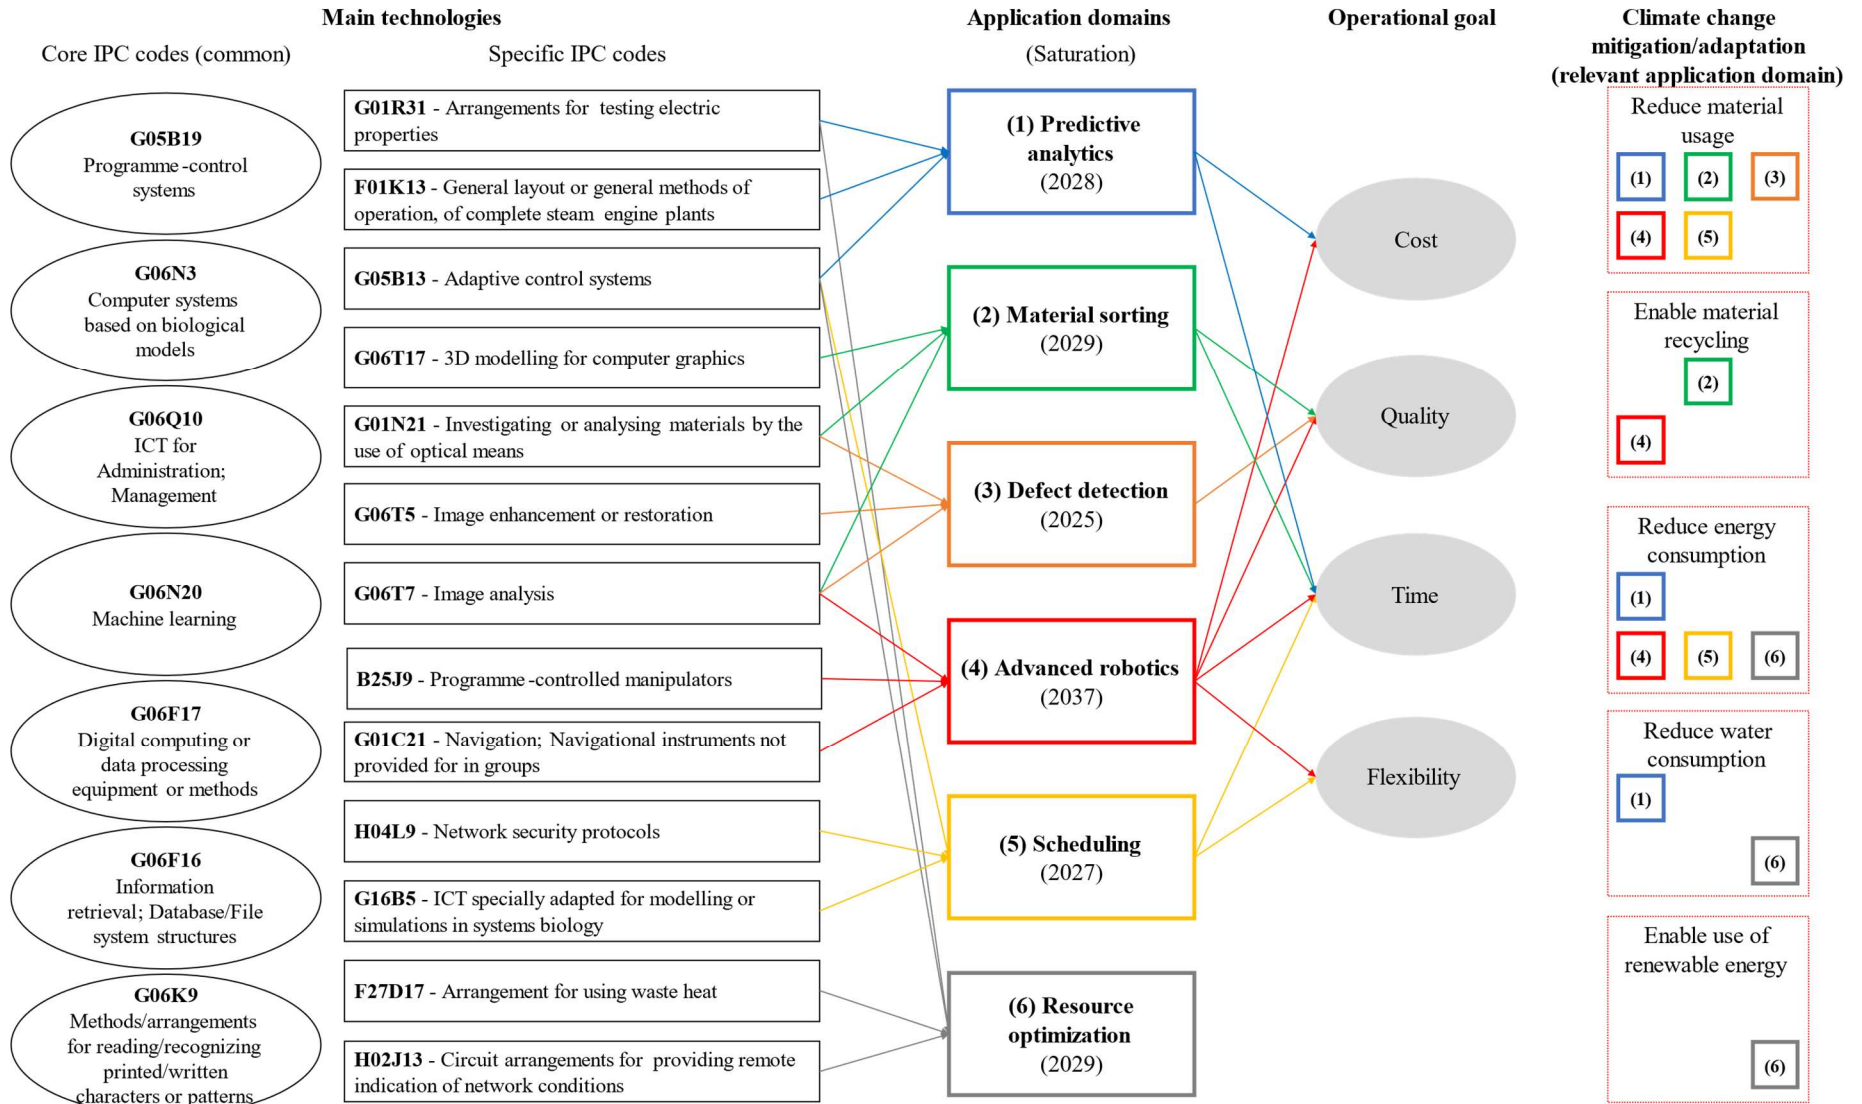 Main technologies
Core IPC codes (common)
Specific IPC codes
Application domains
(Saturation)
Operational goal
Climate change
mitigation/adaptation
(relevant application domain)
G05B19
Programme-control
systems
G06N3
Computer systems
based on biological
models
G06Q10
ICT for
Administration;
Management
G06N20
Machine learning
G06F17
Digital computing or
data processing
equipment or methods
G06F16
Information
retrieval; Database/File
system structures
G06K9
Methods/arrangements
for reading/recognizing
printed/written
characters or patterns
G01R31 - Arrangements for testing electric
properties
F01K13 - General layout or general methods of
operation, of complete steam engine plants
G05B13 - Adaptive control systems
G06T17 - 3D modelling for computer graphics
G01N21 - Investigating or analysing materials by the
use of optical means
G06T5 - Image enhancement or restoration
G06T7 - Image analysis
B25J9 - Programme-controlled manipulators
G01C21 - Navigation; Navigational instruments not
provided for in groups
H04L9 - Network security protocols
G16B5 - ICT specially adapted for modelling or
simulations in systems biology
F27D17 - Arrangement for using waste heat
H02J13 - Circuit arrangements for providing remote
indication of network conditions
(1) Predictive
analytics
(2028)
(2) Material sorting
(2029)
(3) Defect detection
(2025)
(4) Advanced robotics
(2037)
(5) Scheduling
(2027)
(6) Resource
optimization
(2029)
Cost
Quality
Time
Flexibility
Reduce material
usage
(1) (2) (3)
(4) (5)
Enable material
recycling
(2)
(4)
Reduce energy
consumption
(1)
(4) (5) (6)
Reduce water
consumption
(1)
(6)
Enable use of
renewable energy
(6)